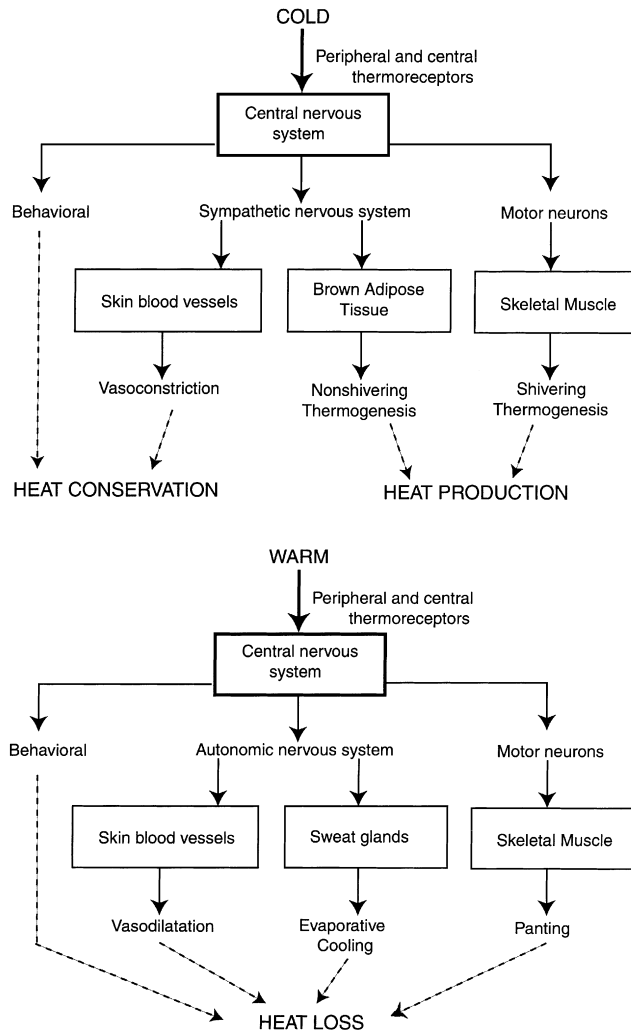 COLD
Peripheral and central
thermoreceptors
Central nervous
system
Behavioral
Sympathetic nervous system
Motor neurons
Skin blood vessels
Brown Adipose
Tissue
Skeletal Muscle
Vasoconstriction
Nonshivering
Thermogenesis
Shivering
Thermogenesis
HEAT CONSERVATION
HEAT PRODUCTION
WARM
Peripheral and central
thermoreceptors
Central nervous
system
Behavioral
Autonomic nervous system
Motor neurons
Skin blood vessels
Sweat glands
Skeletal Muscle
Vasodilatation
Evaporative
Cooling
Panting
HEAT LOSS